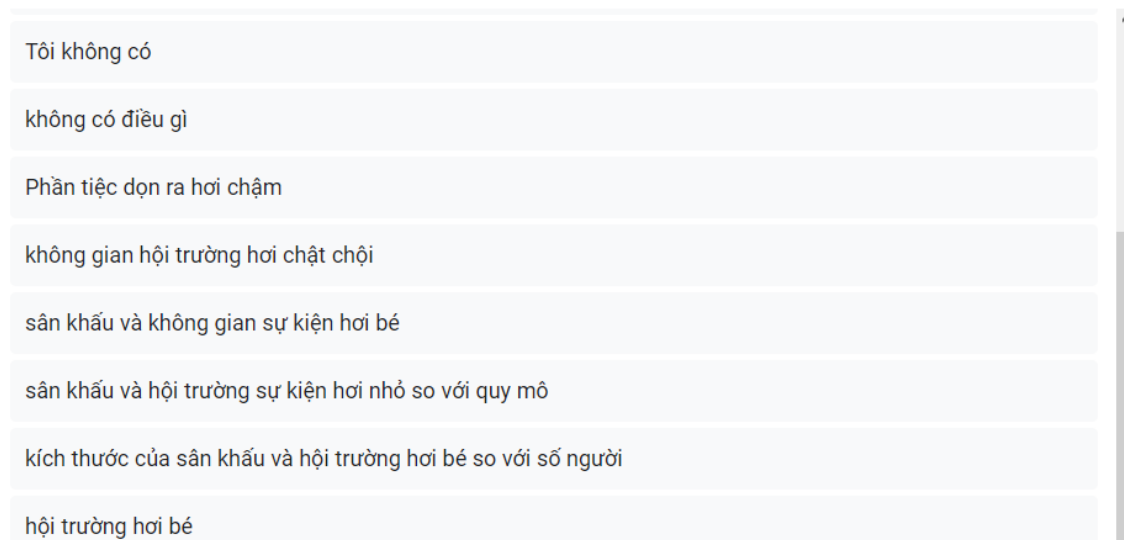 Tôi không có
không có điều gì
Phần tiệc dọn ra hơi chậm
không gian hội trường hơi chật chội
sân khấu và không gian sự kiện hơi bé
sân khấu và hội trường sự kiện hơi nhỏ so với quy mô
kích thước của sân khấu và hội trường hơi bé so với số người
hội trường hơi bé